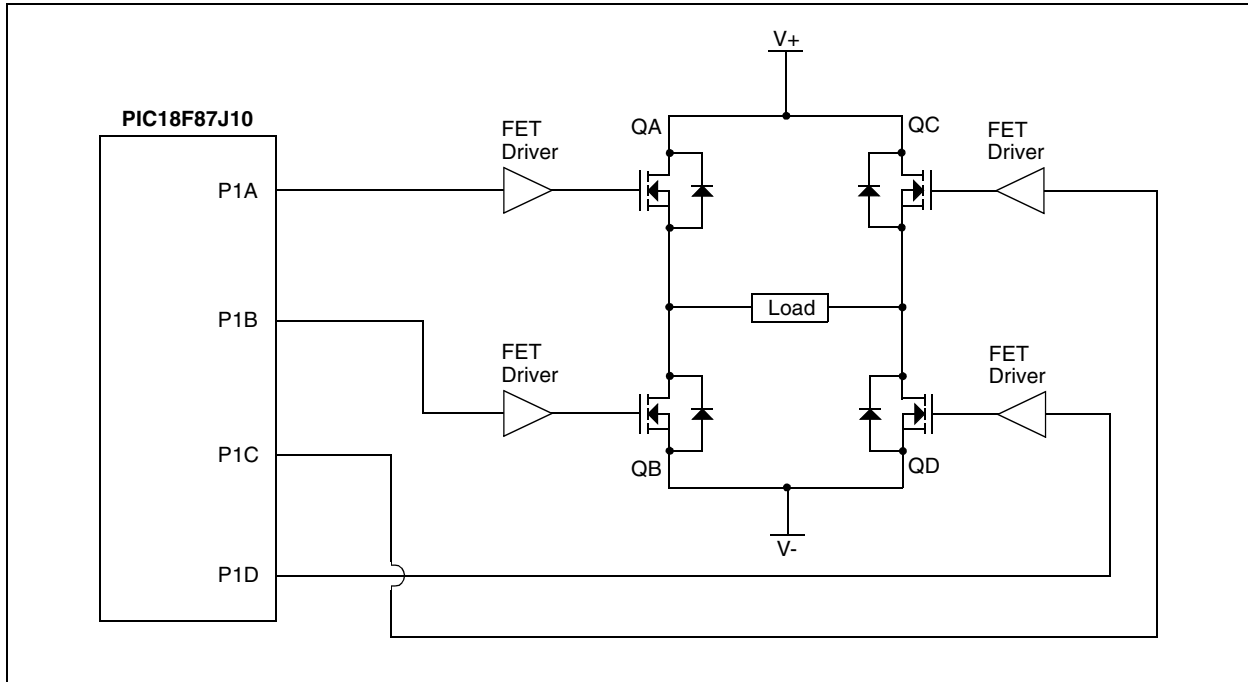 V+
PIC18F87J10
FET
Driver
QA
QC
FET
Driver
P1A
P1B
Load
FET
Driver
FET
Driver
P1C
QB
QD
V-
P1D